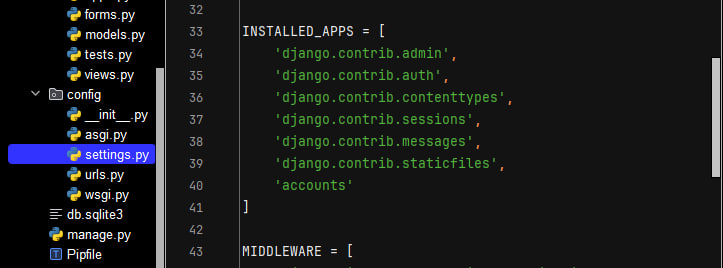 forms.py
models.py
tests.py
views.py
config
__init__.py
asgi.py
settings.py
urls.py
wsgi.py
db.sqlite3
manage.py
Pipfile
32
33 INSTALLED_APPS = [
34 'django.contrib.admin',
35 'django.contrib.auth',
36 'django.contrib.contenttypes',
37 'django.contrib.sessions',
38 'django.contrib.messages',
39 'django.contrib.staticfiles',
40 'accounts'
41 ]
42
43 MIDDLEWARE = [